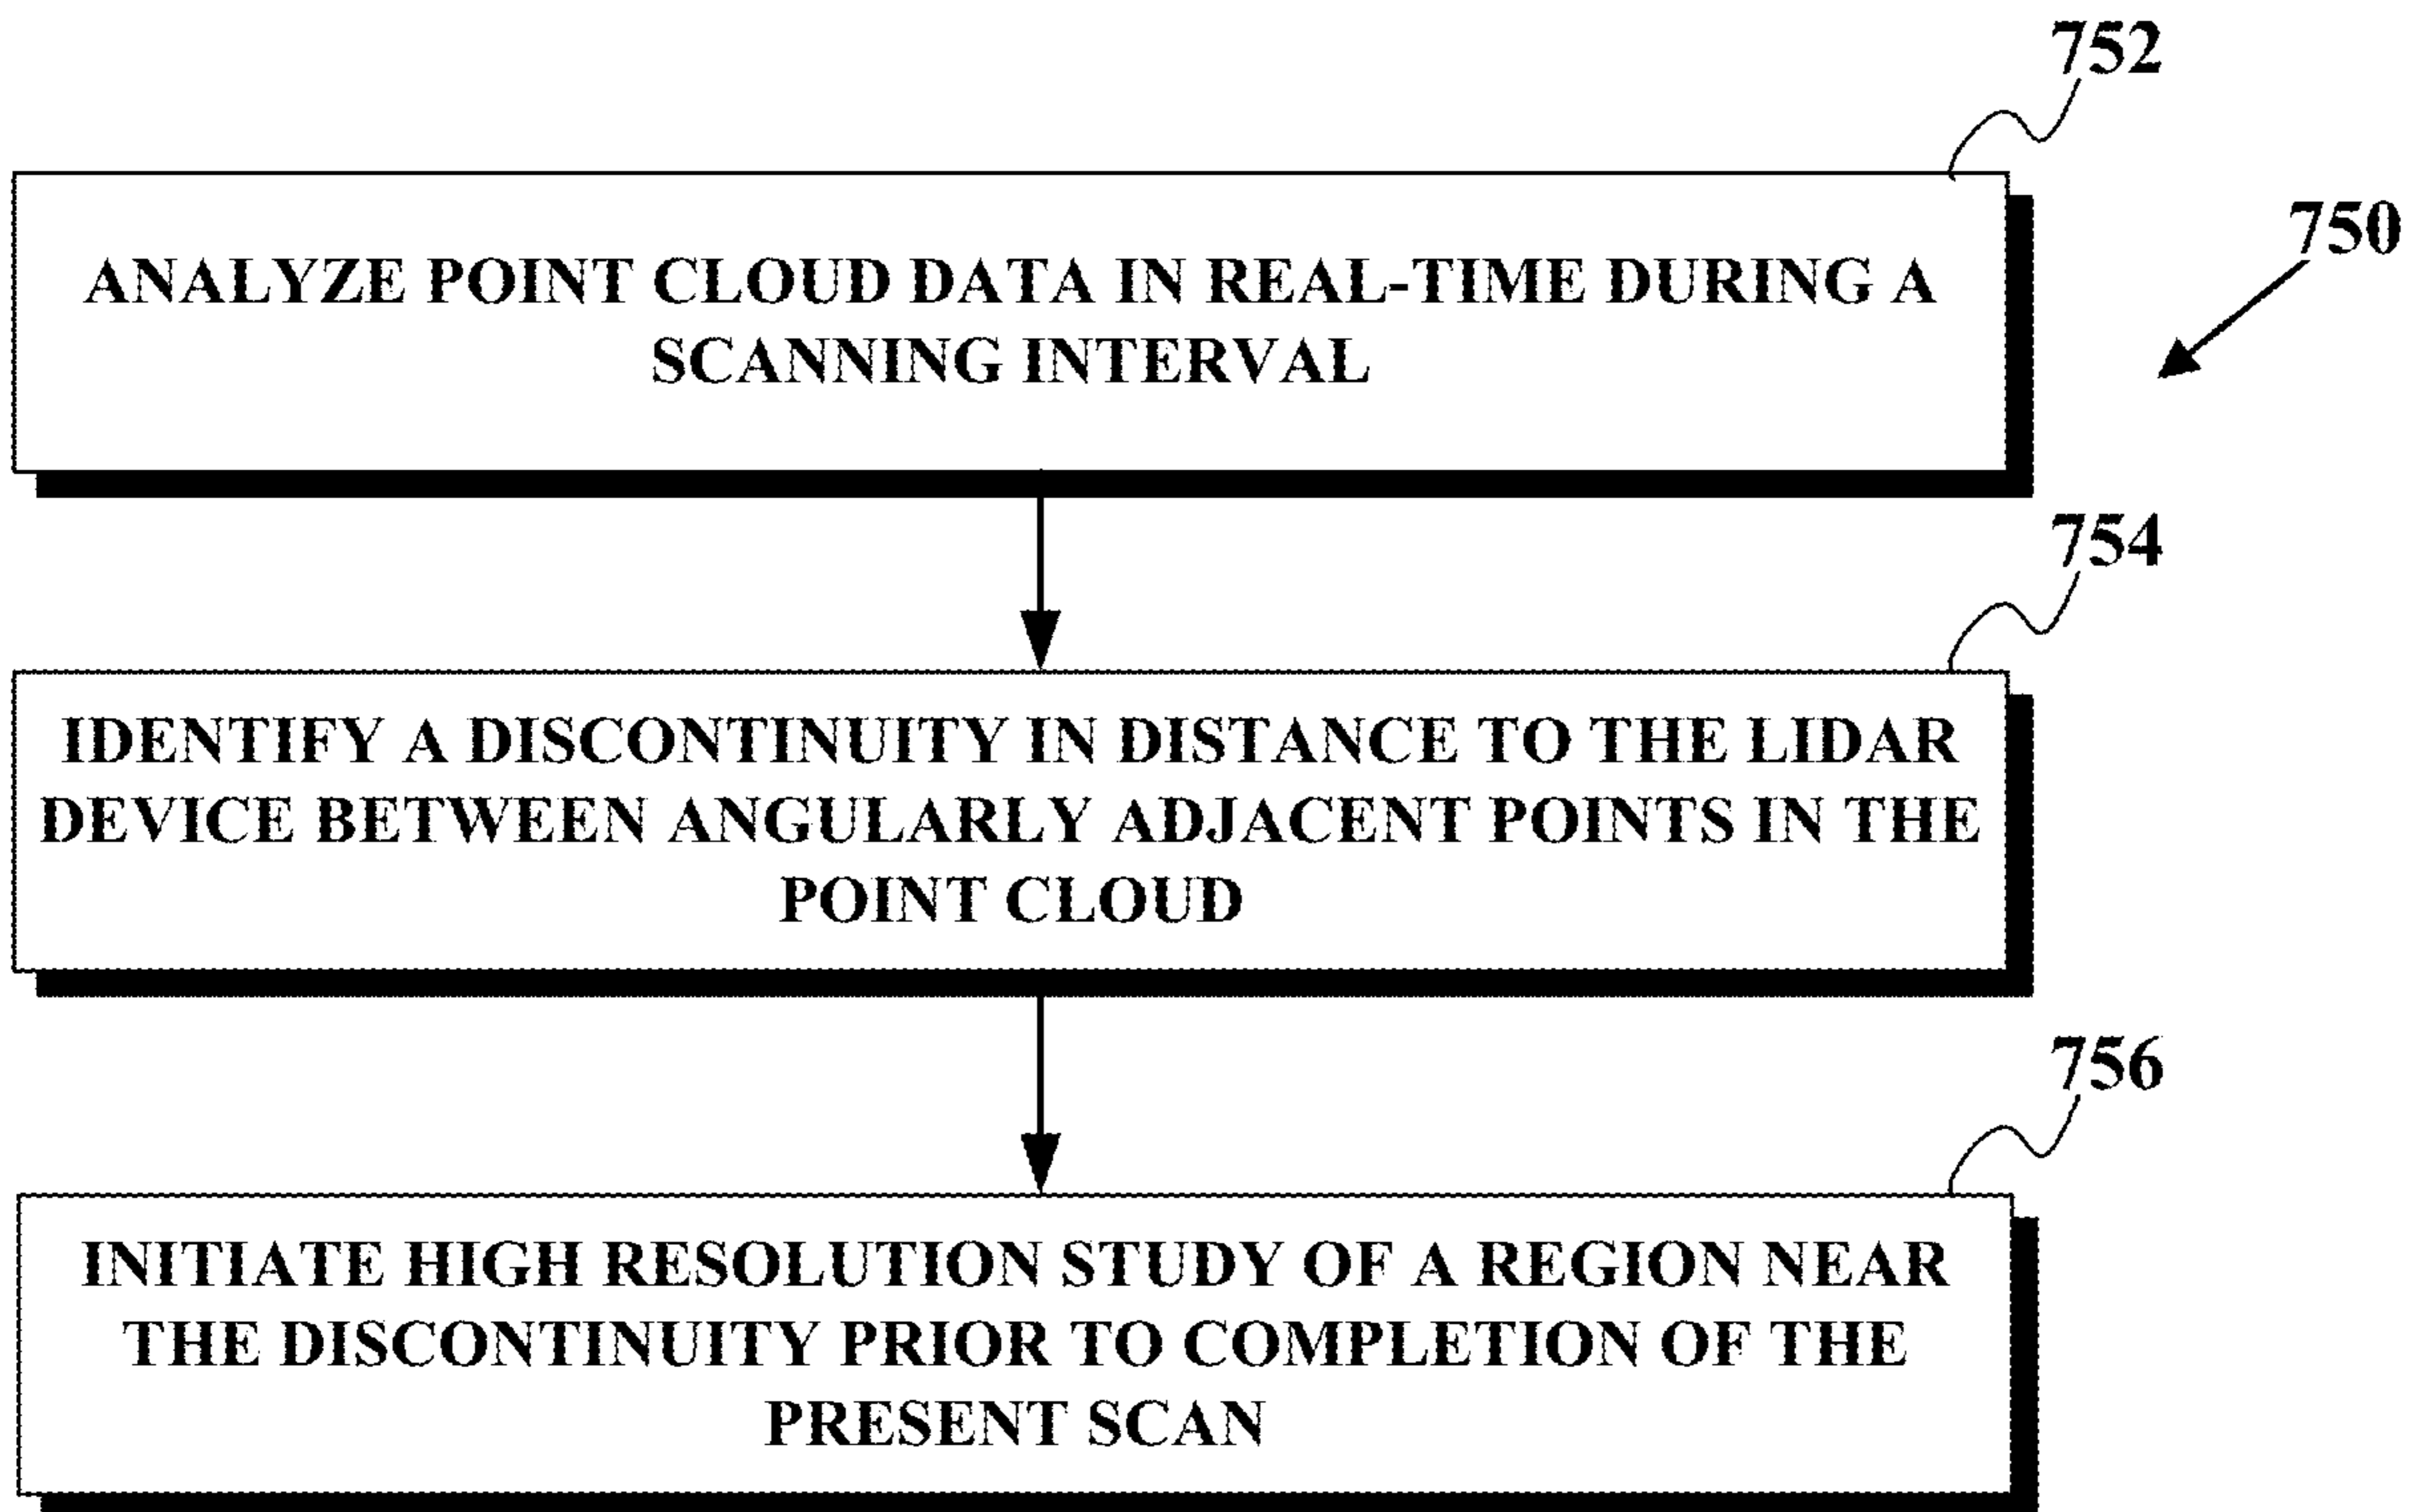 752
750
ANALYZE POINT CLOUD DATA IN REAL-TIME DURING A
SCANNING INTERVAL
754
IDENTIFY A DISCONTINUITY IN DISTANCE TO THE LIDAR
DEVICE BETWEEN ANGULARLY ADJACENT POINTS IN THE
POINT CLOUD
756
INITIATE HIGH RESOLUTION STUDY OF A REGION NEAR
THE DISCONTINUITY PRIOR TO COMPLETION OF THE
PRESENT SCAN